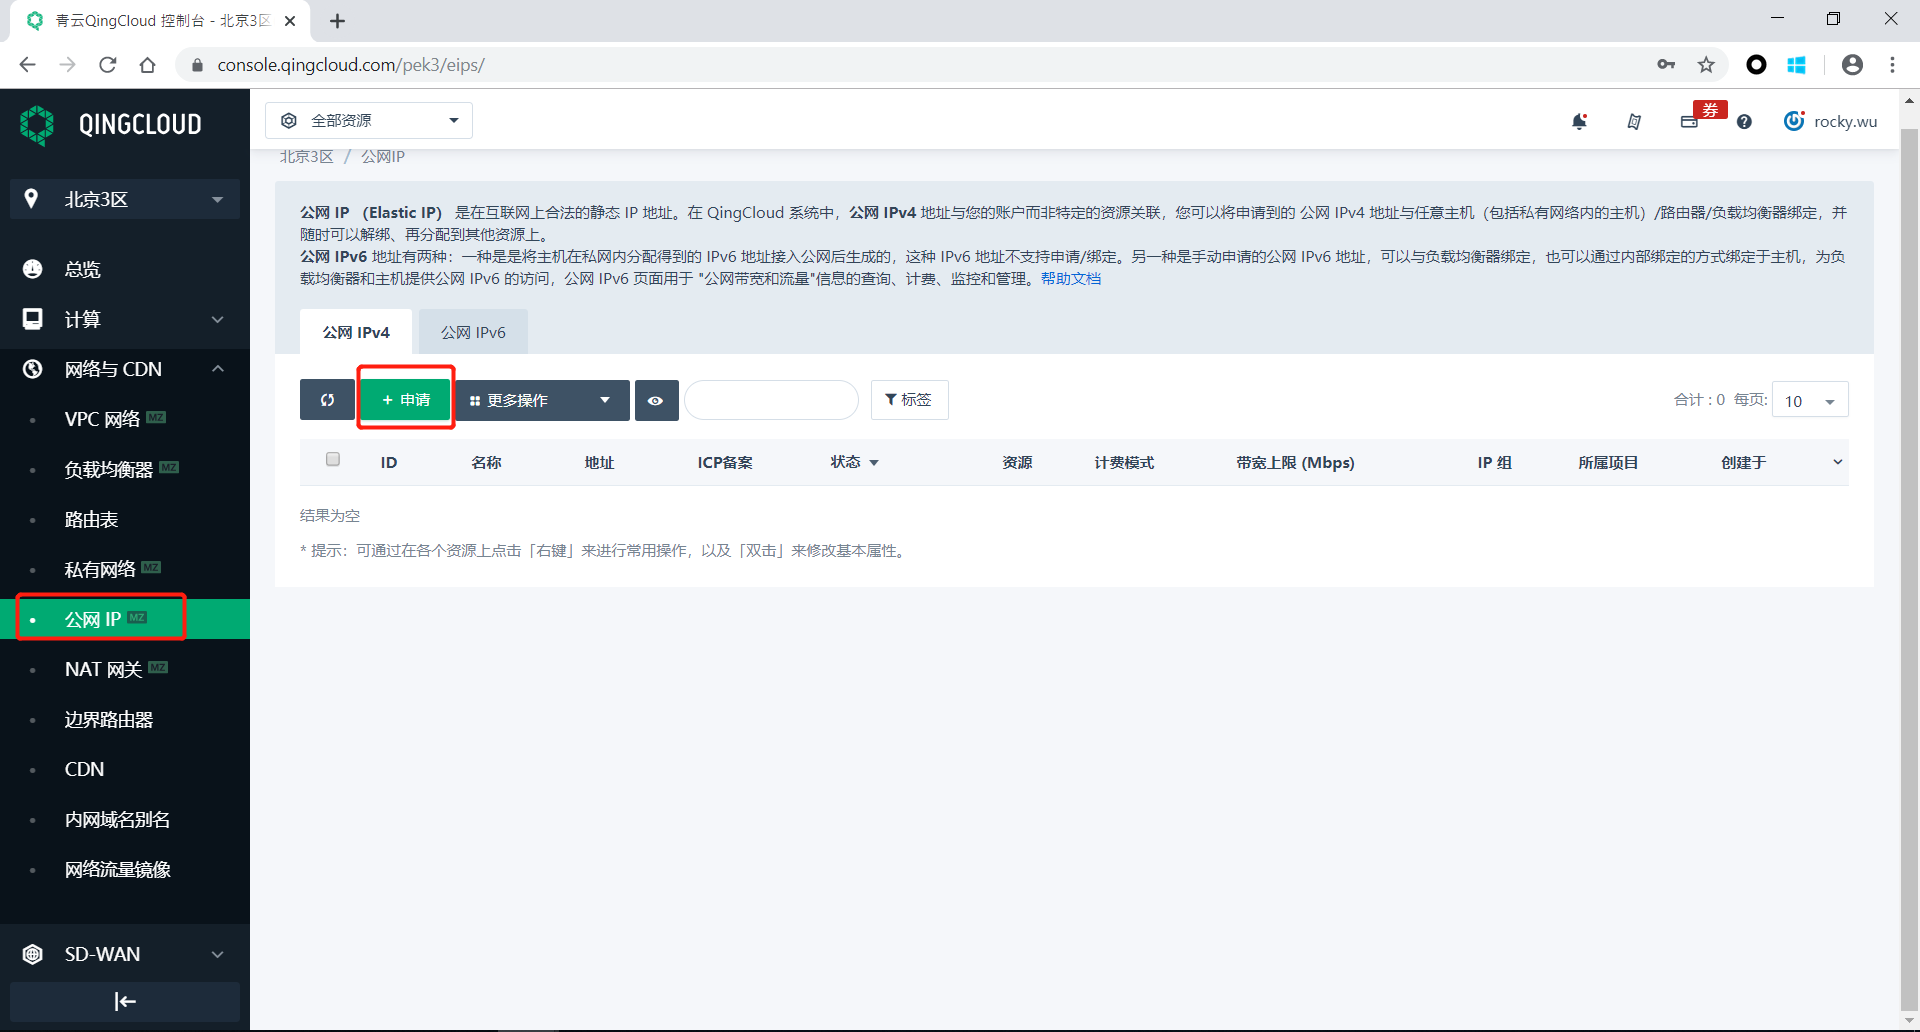 青云QingCloud 控制台 - 北京3区
console.qingcloud.com/pek3/eips/
QINGCLOUD
全部资源
券
rocky.wu
北京3区 / 公网IP
北京3区
总览
计算
网络与 CDN
VPC 网络 MZ
负载均衡器 MZ
路由表
私有网络 MZ
公网 IP MZ
NAT 网关 MZ
边界路由器
CDN
内网域名别名
网络流量镜像
SD-WAN
公网 IP （Elastic IP） 是在互联网上合法的静态 IP 地址。在 QingCloud 系统中，公网 IPv4 地址与您的账户而非特定的资源关联，您可以将申请到的 公网 IPv4 地址与任意主机（包括私有网络内的主机）/路由器/负载均衡器绑定，并
随时可以解绑、再分配到其他资源上。
公网 IPv6 地址有两种：一种是是将主机在私网内分配得到的 IPv6 地址接入公网后生成的，这种 IPv6 地址不支持申请/绑定。另一种是手动申请的公网 IPv6 地址，可以与负载均衡器绑定，也可以通过内部绑定的方式绑定于主机，为负
载均衡器和主机提供公网 IPv6 的访问，公网 IPv6 页面用于 "公网带宽和流量"信息的查询、计费、监控和管理。帮助文档
公网 IPv4 公网 IPv6
+ 申请 更多操作 标签 合计 : 0 每页: 10
ID 名称 地址 ICP备案 状态 资源 计费模式 带宽上限 (Mbps) IP 组 所属项目 创建于
结果为空
* 提示：可通过在各个资源上点击「右键」来进行常用操作，以及「双击」来修改基本属性。